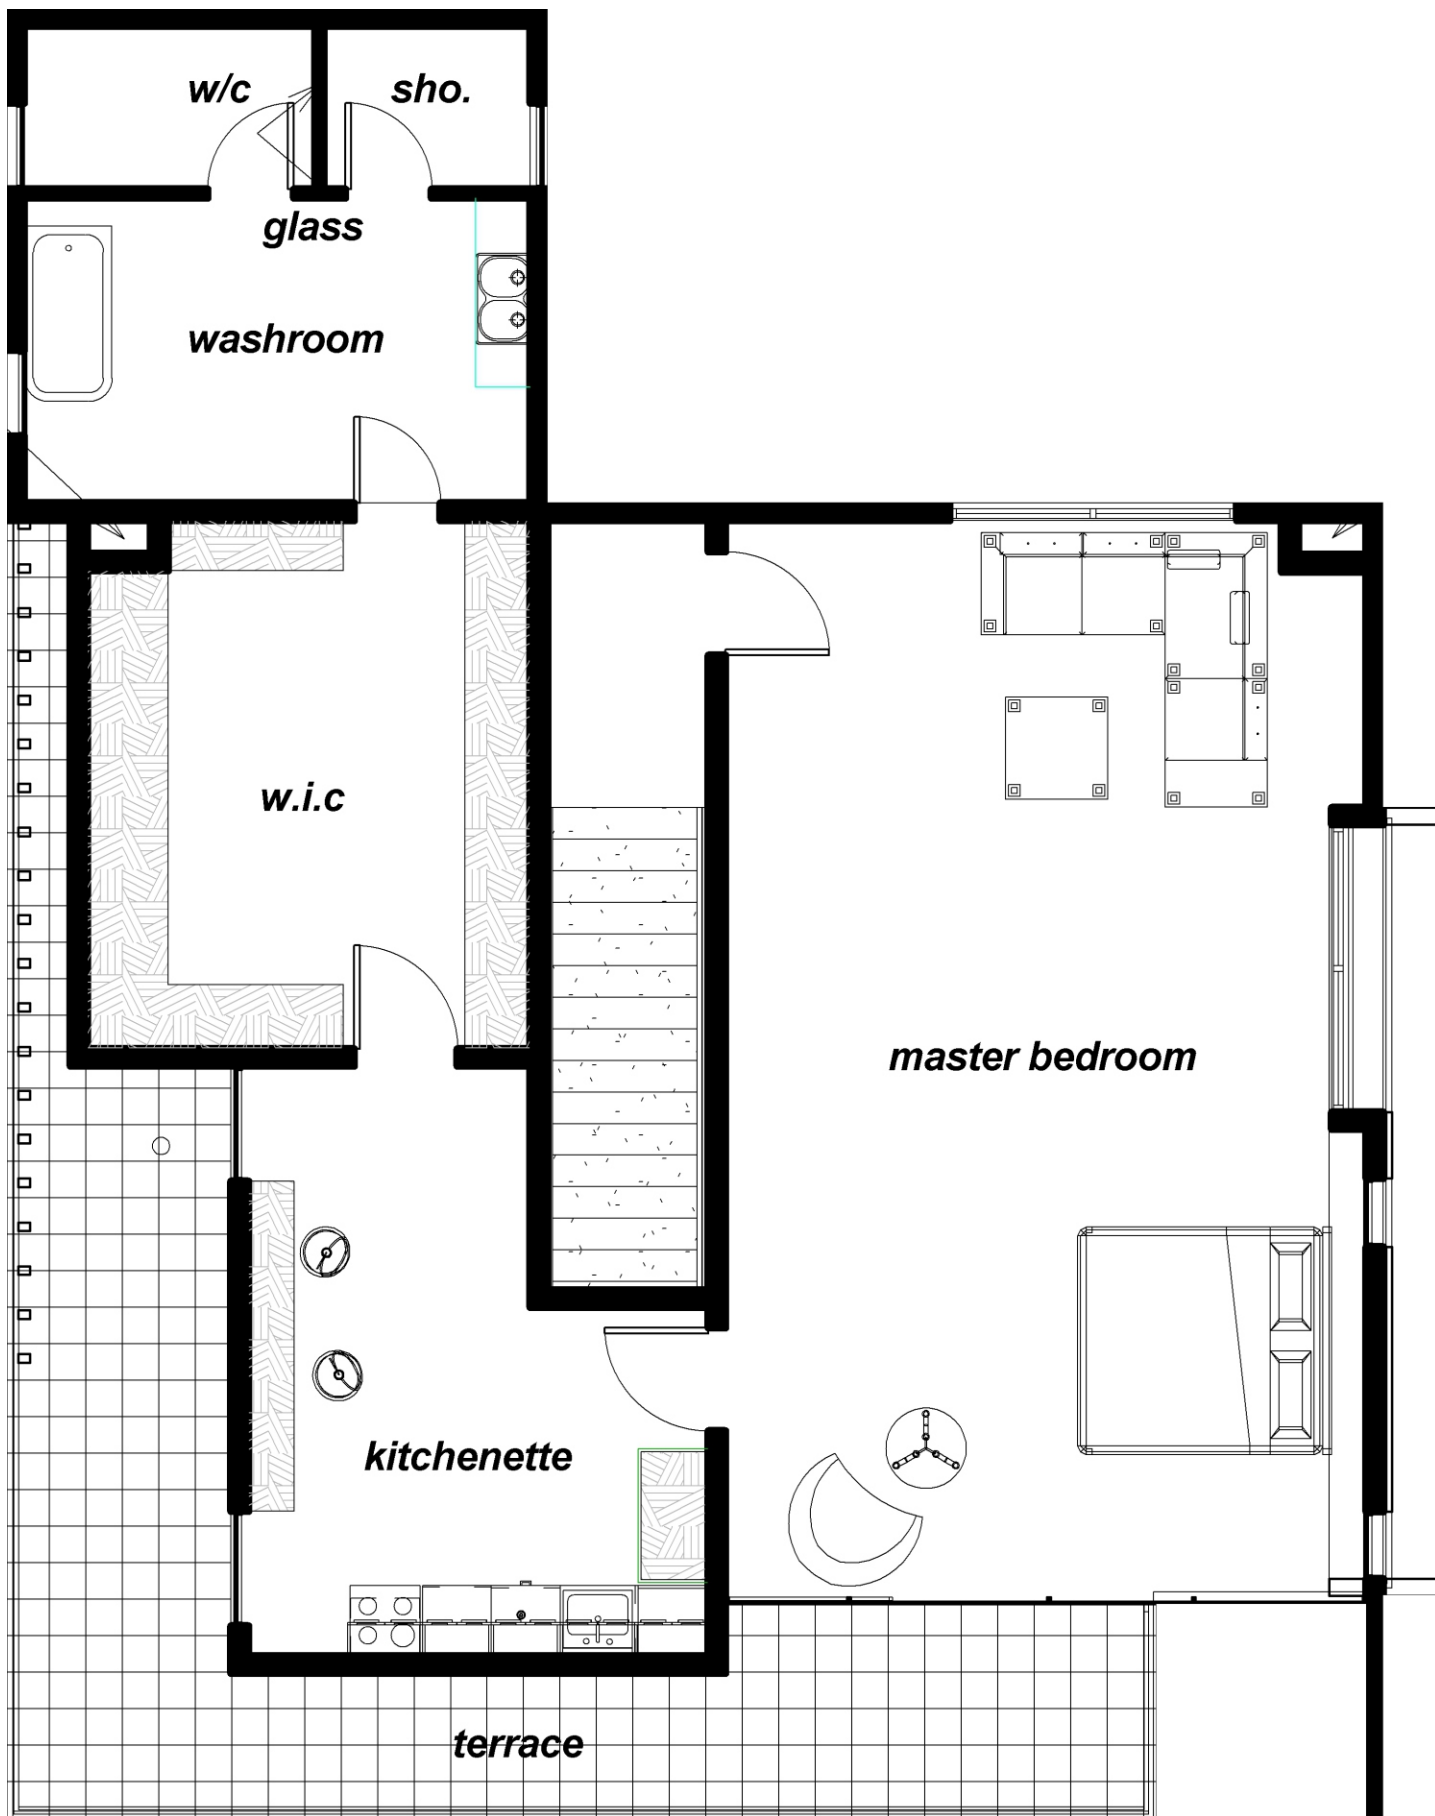 w/c
sho.
glass
washroom
w.i.c
master bedroom
kitchenette
terrace